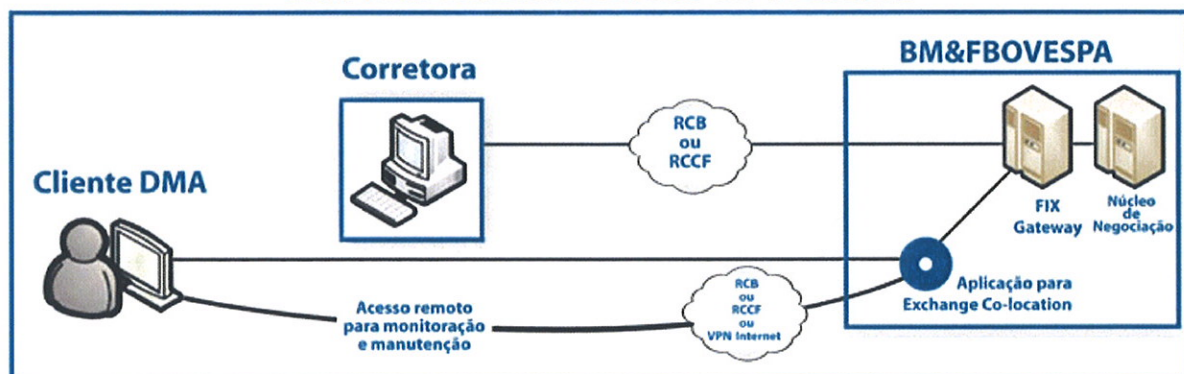 BM&FBOVESPA
Corretora
RCB
ou
RCCF
Cliente DMA
FIX
Gateway
Núcleo
de
Negociação
Aplicação para
Exchange Co-location
RCB
ou
RCCF
ou
VPN Internet
Acesso remoto
para monitoração
e manutenção